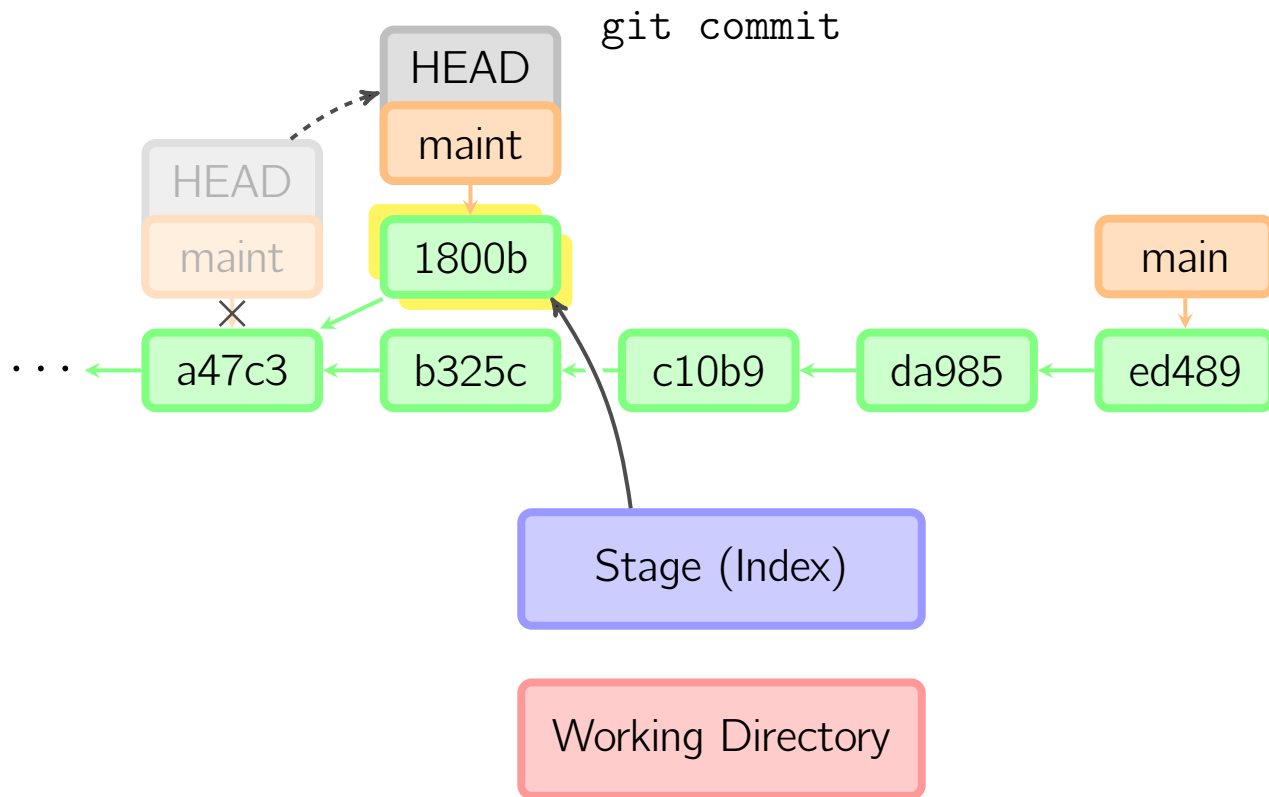 git commit
HEAD
maint
HEAD
maint
1800b
main
... a47c3 b325c c10b9 da985 ed489
Stage (Index)
Working Directory